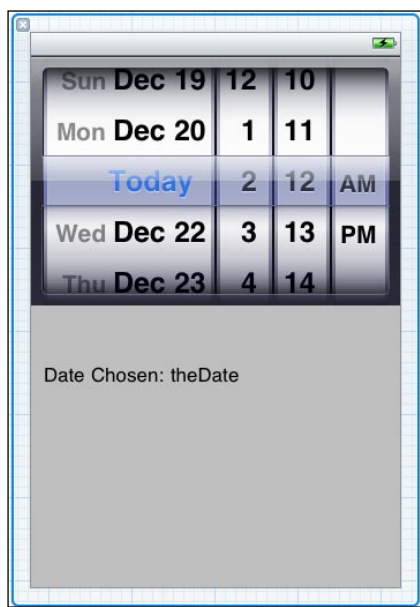 Sun Dec 19 12 10
Mon Dec 20 1 11
Today 2 12 AM
Wed Dec 22 3 13 PM
Thu Dec 23 4 14
Date Chosen: theDate